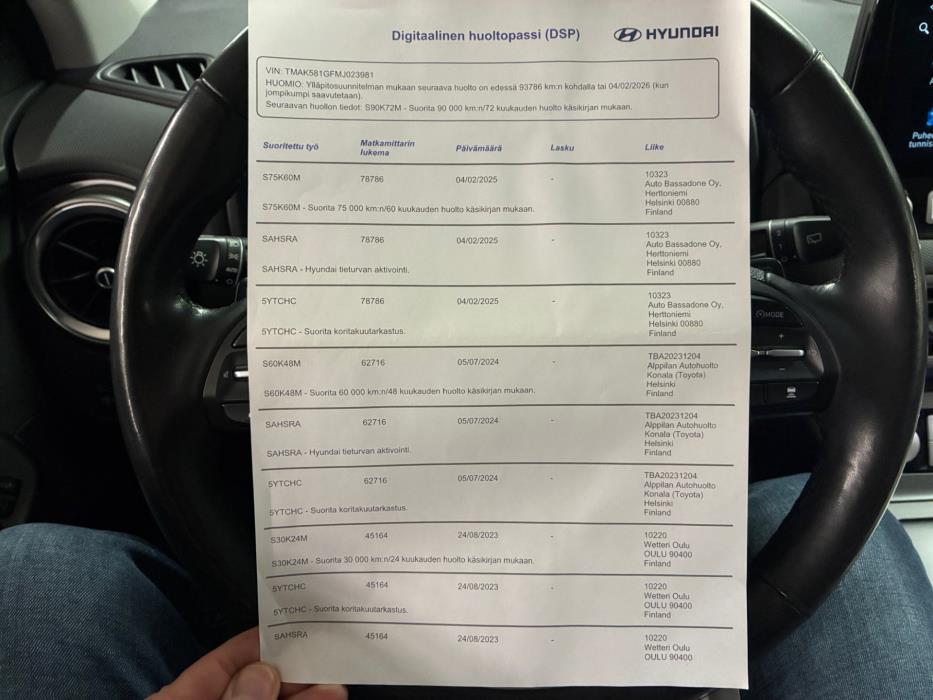 Digitaalinen huoltopassi (DSP)
HYUNDAI
VIN: TMAK581GFMJ023981
HUOMIO: Ylläpitosuunnitelman mukaan seuraava huolto on edessä 93786 km:n kohdalla tai 04/02/2026 (kun
jompikumpi saavutetaan).
Seuraavan huollon tiedot: S90K72M - Suorita 90 000 km:n/72 kuukauden huolto käsikirjan mukaan.
Suoritettu työ Matkamittarin lukema Päivämäärä Lasku Liike
S75K60M 78786 04/02/2025 - 10323
Auto Bassadone Oy,
Herttoniemi
Helsinki 00880
Finland
S75K60M - Suorita 75 000 km:n/60 kuukauden huolto käsikirjan mukaan.
SAHSRA 78786 04/02/2025 - 10323
Auto Bassadone Oy,
Herttoniemi
Helsinki 00880
Finland
SAHSRA - Hyundai tieturvan aktivointi.
5YTCHC 78786 04/02/2025 - 10323
Auto Bassadone Oy,
Herttoniemi
Helsinki 00880
Finland
5YTCHC - Suorita koritakuutarkastus.
S60K48M 62716 05/07/2024 - TBA20231204
Alppilan Autohuolto
Konala (Toyota)
Helsinki
Finland
S60K48M - Suorita 60 000 km:n/48 kuukauden huolto käsikirjan mukaan.
SAHSRA 62716 05/07/2024 - TBA20231204
Alppilan Autohuolto
Konala (Toyota)
Helsinki
Finland
SAHSRA - Hyundai tieturvan aktivointi.
5YTCHC 62716 05/07/2024 - TBA20231204
Alppilan Autohuolto
Konala (Toyota)
Helsinki
Finland
5YTCHC - Suorita koritakuutarkastus.
S30K24M 45164 24/08/2023 - 10220
Wetteri Oulu
OULU 90400
Finland
S30K24M - Suorita 30 000 km:n/24 kuukauden huolto käsikirjan mukaan.
5YTCHC 45164 24/08/2023 - 10220
Wetteri Oulu
OULU 90400
Finland
5YTCHC - Suorita koritakuutarkastus.
SAHSRA 45164 24/08/2023 - 10220
Wetteri Oulu
OULU 90400
AUTO
MODE
Puhe
tunnis